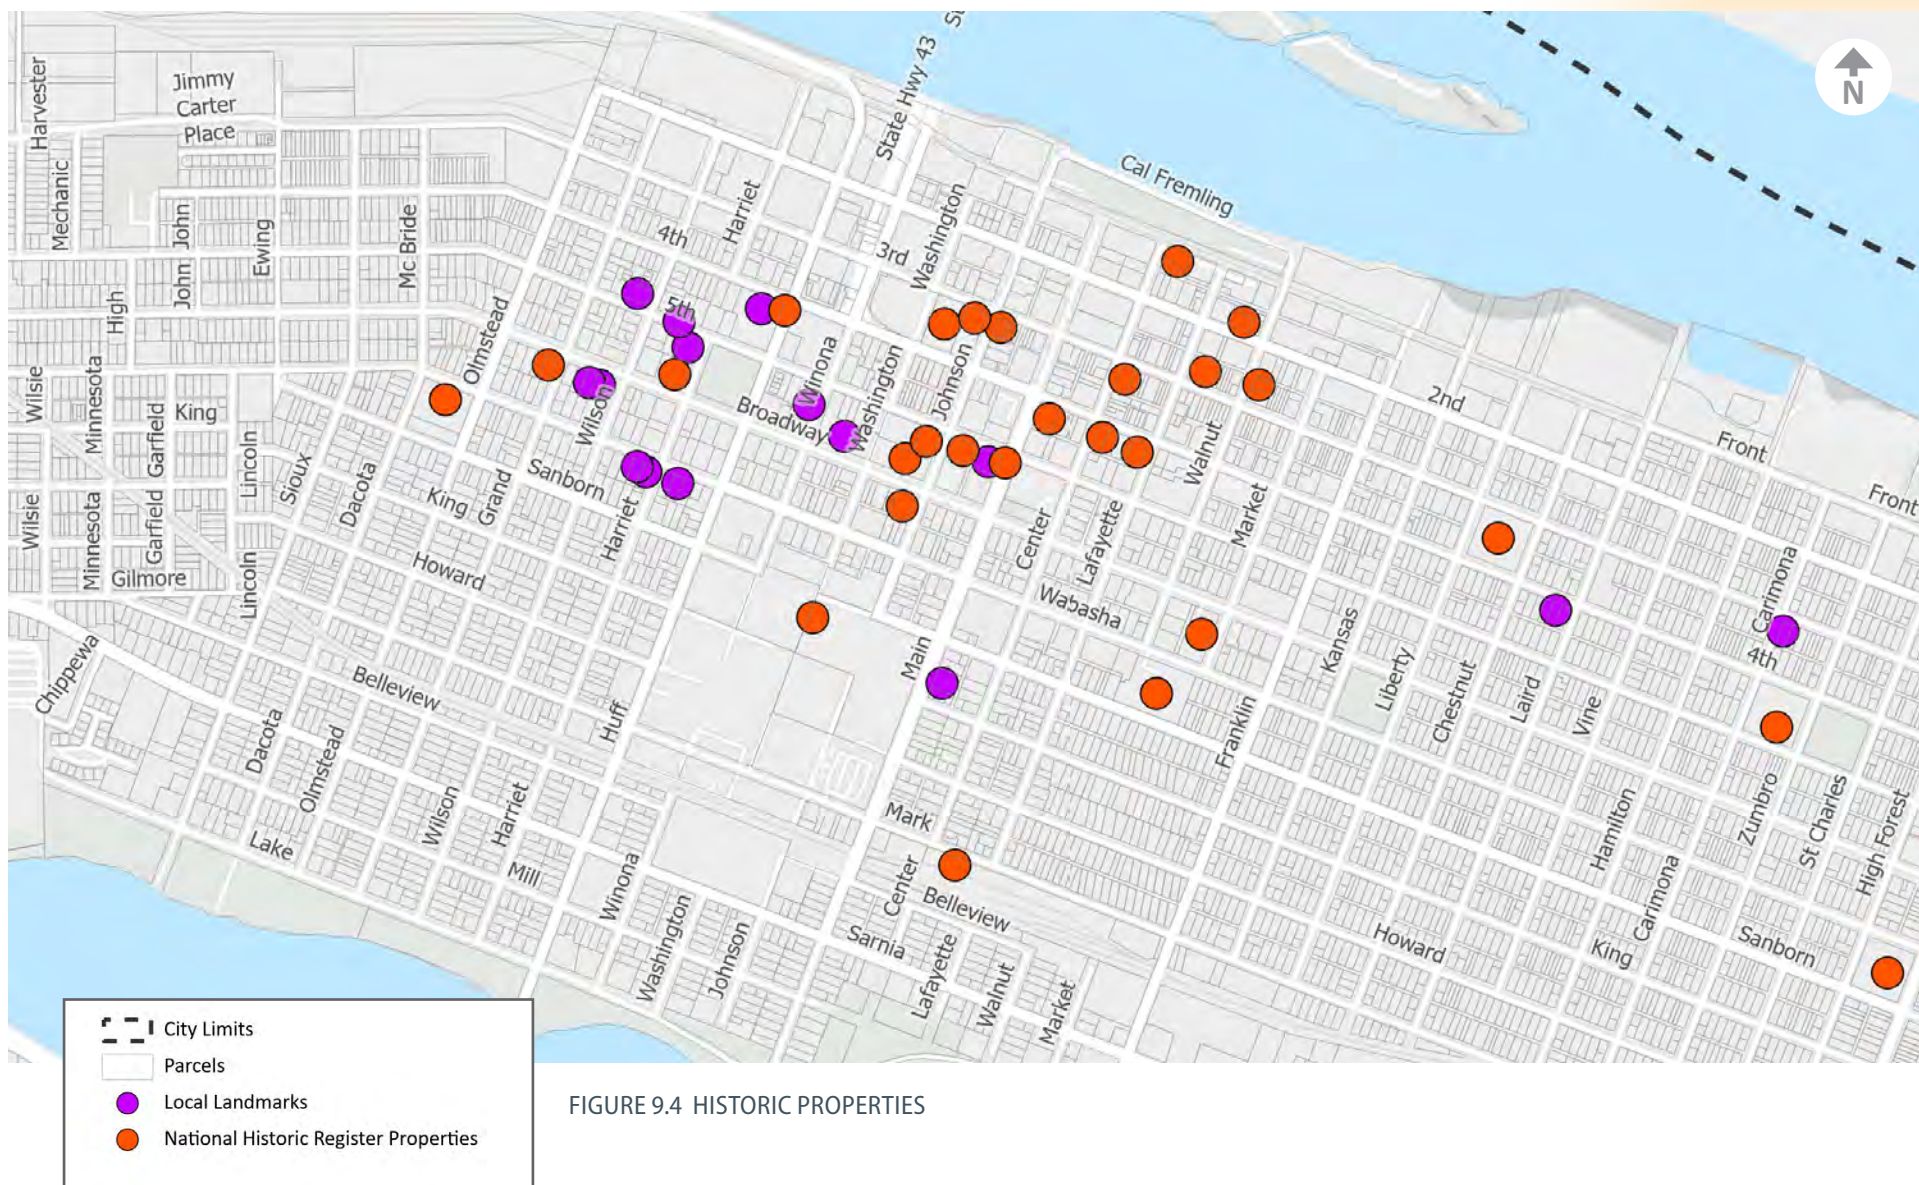 Harvester
Jimmy
Carter
Place
Mechanic
John
John
Ewing
Mc Bride
High
Olmstead
Harriet
4th
5th
State Hwy 43
3rd
Washington
Cal Fremling
N
Winona
Washington
Johnson
Broadway
Wilson
Wilsie
Minnesota
Garfield
King
Lincoln
Sioux
Dacota
King
Grand
Sanborn
Harriet
Howard
Wilsie
Minnesota
Garfield
Gilmore
Lincoln
Walnut
Market
Center
Lafayette
Wabasha
2nd
Front
Front
Carimona
4th
Kansas
Liberty
Chestnut
Laird
Vine
Franklin
Main
Huff
Chippewa
Belleview
Dacota
Olmstead
Wilson
Harriet
Lake
Mill
Winona
Washington
Johnson
Mark
Center
Belleview
Sarnia
Lafayette
Walnut
Market
Howard
Hamilton
King
Carimona
Zumbro
St Charles
High Forest
Sanborn
City Limits
Parcels
Local Landmarks
National Historic Register Properties
FIGURE 9.4 HISTORIC PROPERTIES